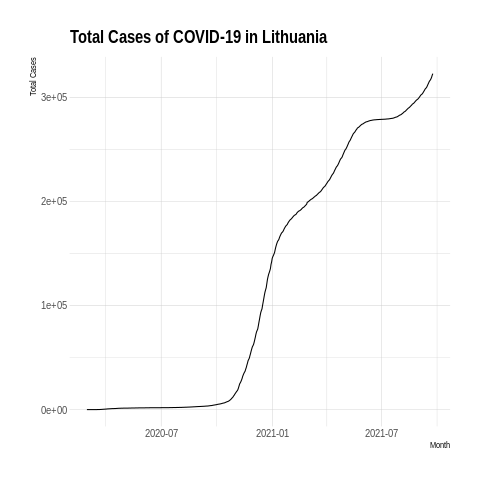 Total Cases of COVID-19 in Lithuania
Total Cases
3e+05
2e+05
1e+05
0e+00
2020-07 2021-01 2021-07
Month